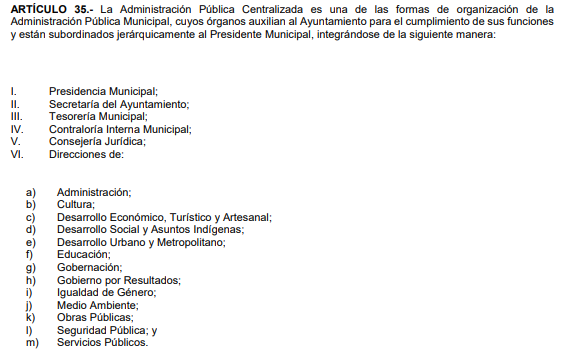 ARTÍCULO 35.- La Administración Pública Centralizada es una de las formas de organización de la
Administración Pública Municipal, cuyos órganos auxilian al Ayuntamiento para el cumplimiento de sus funciones
y están subordinados jerárquicamente al Presidente Municipal, integrándose de la siguiente manera:
I. Presidencia Municipal;
II. Secretaría del Ayuntamiento;
III. Tesorería Municipal;
IV. Contraloría Interna Municipal;
V. Consejería Jurídica;
VI. Direcciones de:
a) Administración;
b) Cultura;
c) Desarrollo Económico, Turístico y Artesanal;
d) Desarrollo Social y Asuntos Indígenas;
e) Desarrollo Urbano y Metropolitano;
f) Educación;
g) Gobernación;
h) Gobierno por Resultados;
i) Igualdad de Género;
j) Medio Ambiente;
k) Obras Públicas;
l) Seguridad Pública; y
m) Servicios Públicos.